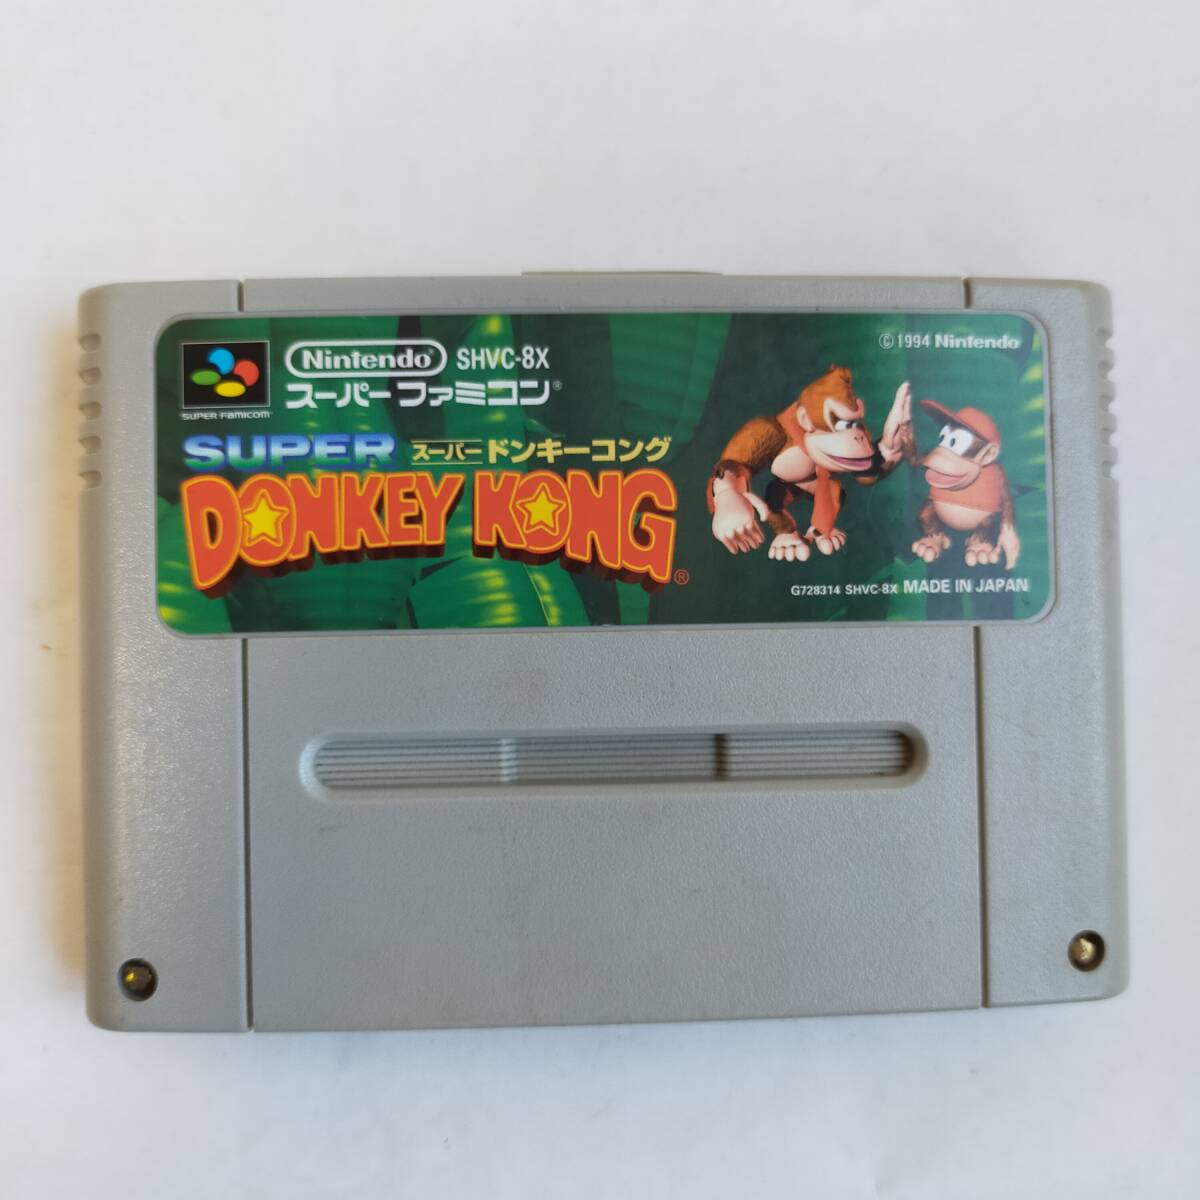 Nintendo® SHVC-8X
© 1994 Nintendo
スーパーファミコン®
SUPER FAMICOM
SUPER スーパードンキーコング
DONKEY KONG®
G728314 SHVC-8X MADE IN JAPAN